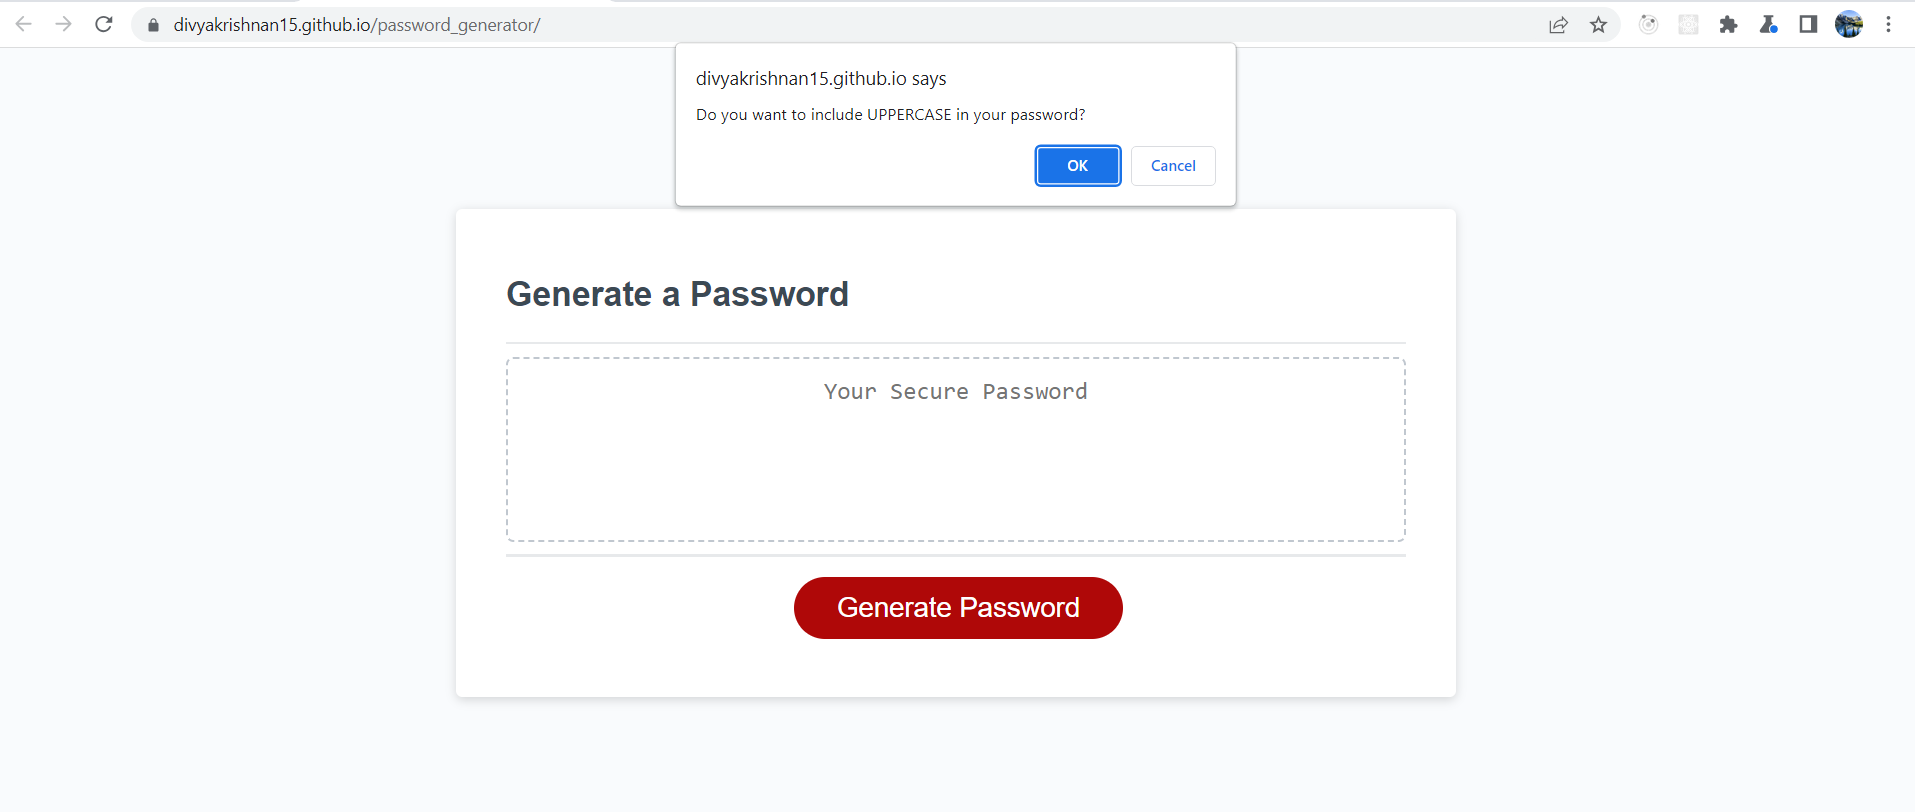 divyakrishnan15.github.io/password_generator/
divyakrishnan15.github.io says
Do you want to include UPPERCASE in your password?
OK Cancel
Generate a Password
Your Secure Password
Generate Password